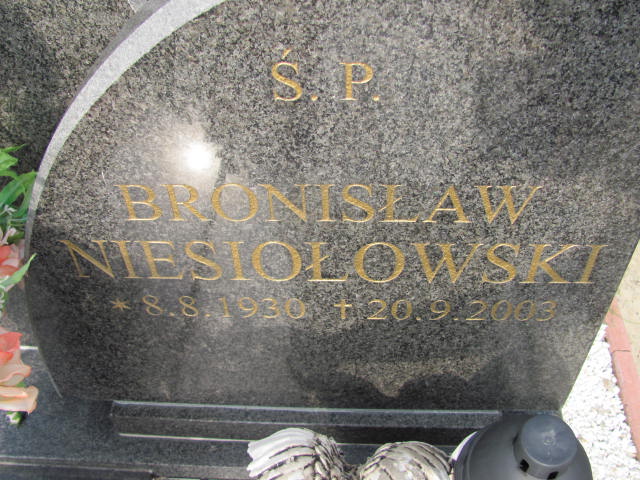 Ś. P.
BRONISŁAW
NIESIOŁOWSKI
* 8.8.1930 ✝ 20.9.2003